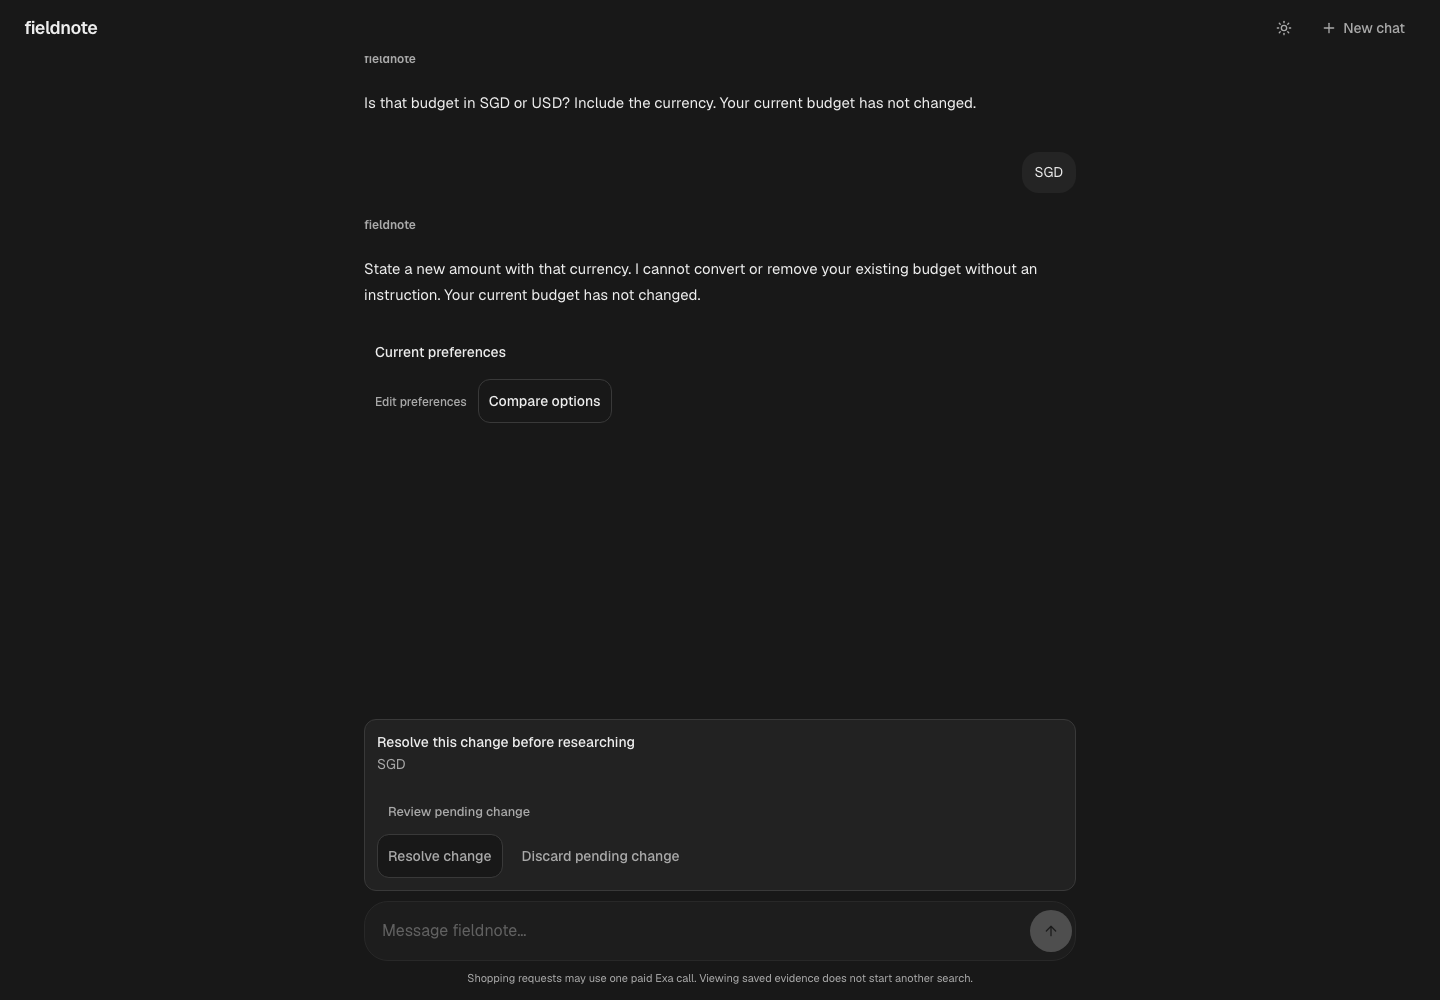 fieldnote
New chat
fieldnote
Is that budget in SGD or USD? Include the currency. Your current budget has not changed.
SGD
fieldnote
State a new amount with that currency. I cannot convert or remove your existing budget without an
instruction. Your current budget has not changed.
Current preferences
Edit preferences
Compare options
Resolve this change before researching
SGD
Review pending change
Resolve change
Discard pending change
Message fieldnote...
Shopping requests may use one paid Exa call. Viewing saved evidence does not start another search.